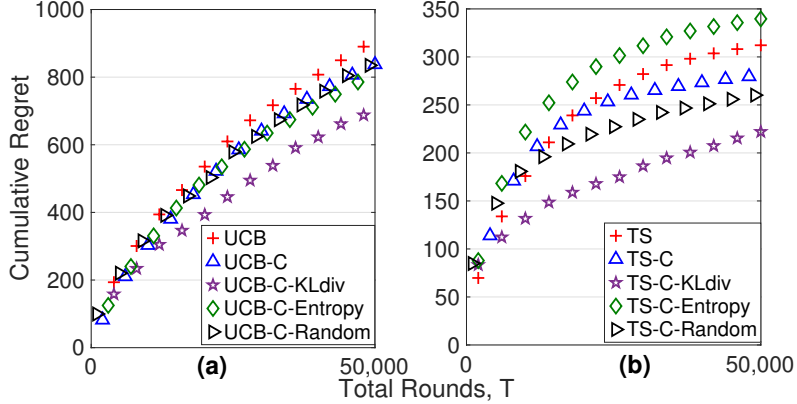 Cumulative Regret
1000
800
600
400
200
0
0
50,000
UCB
UCB-C
UCB-C-KLdiv
UCB-C-Entropy
UCB-C-Random
(a)
350
300
250
200
150
100
50
0
0
50,000
TS
TS-C
TS-C-KLdiv
TS-C-Entropy
TS-C-Random
(b)
Total Rounds, T